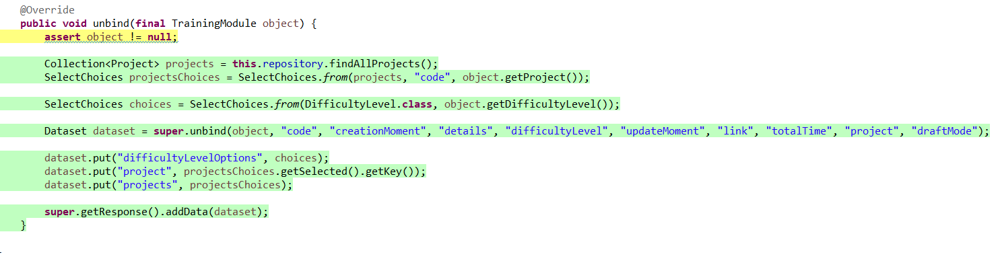 @Override
public void unbind(final TrainingModule object) {
assert object != null;
Collection<Project> projects = this.repository.findAllProjects();
SelectChoices projectsChoices = SelectChoices.from(projects, "code", object.getProject());
SelectChoices choices = SelectChoices.from(DifficultyLevel.class, object.getDifficultyLevel());
Dataset dataset = super.unbind(object, "code", "creationMoment", "details", "difficultyLevel", "updateMoment", "link", "totalTime", "project", "draftMode");
dataset.put("difficultyLevelOptions", choices);
dataset.put("project", projectsChoices.getSelected().getKey());
dataset.put("projects", projectsChoices);
super.getResponse().addData(dataset);
}